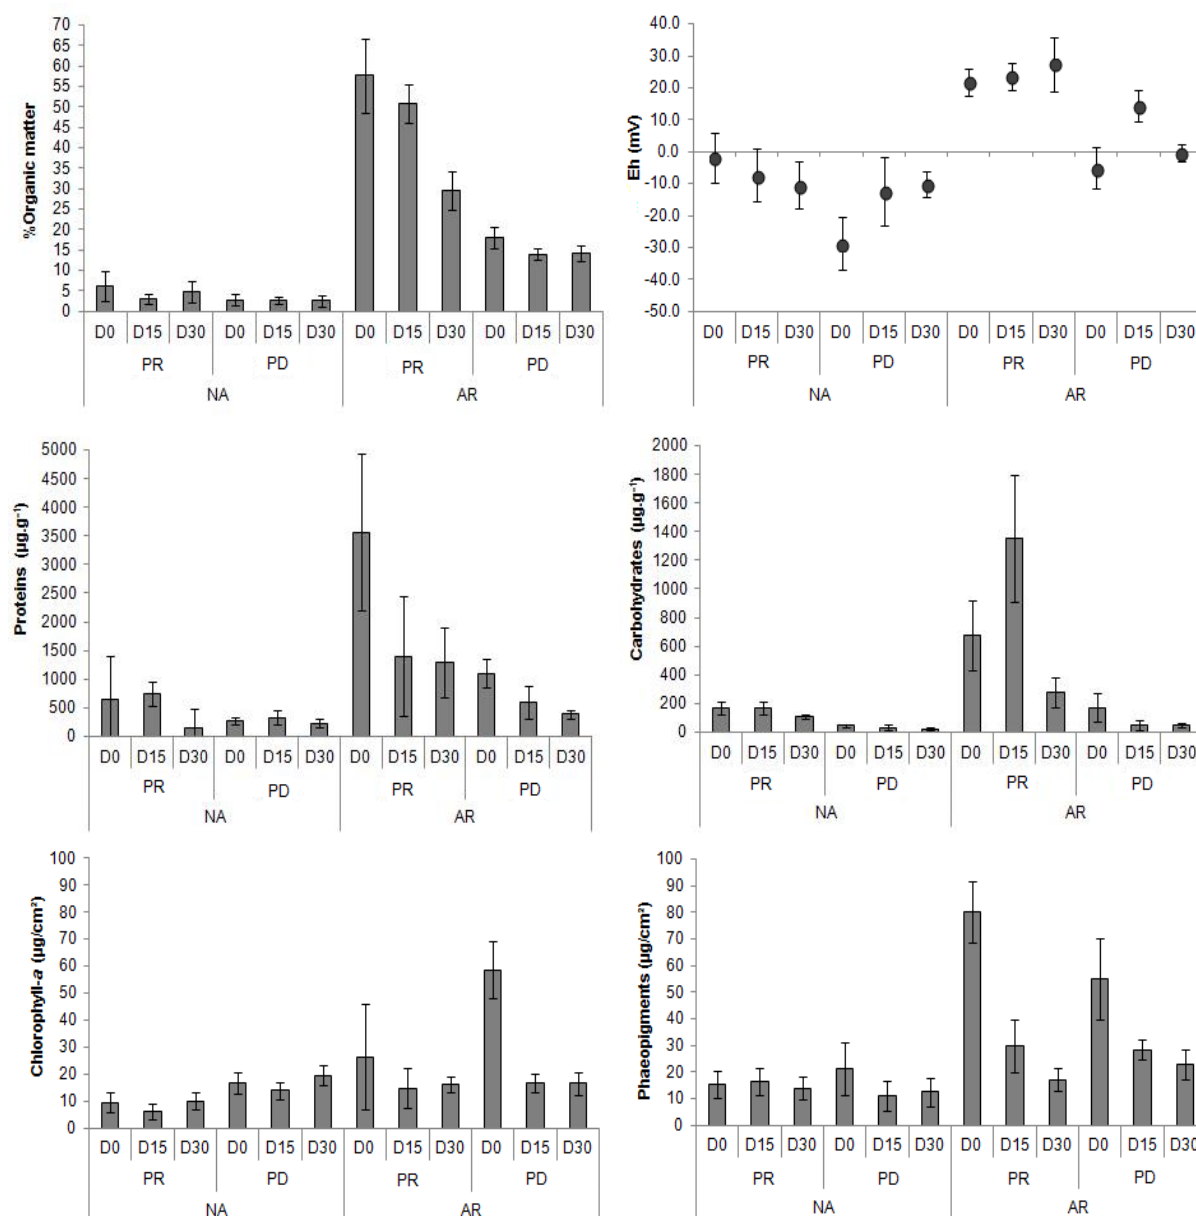 %Organic matter
70
65
60
55
50
45
40
35
30
25
20
15
10
5
0
D0 D15 D30 D0 D15 D30 D0 D15 D30 D0 D15 D30
PR PD PR PD
NA AR
Eh (mV)
40.0
30.0
20.0
10.0
0.0
-10.0
-20.0
-30.0
-40.0
-50.0
D0 D15 D30 D0 D15 D30 D0 D15 D30 D0 D15 D30
PR PD PR PD
NA AR
Proteins (µg.g⁻¹)
5000
4500
4000
3500
3000
2500
2000
1500
1000
500
0
D0 D15 D30 D0 D15 D30 D0 D15 D30 D0 D15 D30
PR PD PR PD
NA AR
Carbohydrates (µg.g⁻¹)
2000
1800
1600
1400
1200
1000
800
600
400
200
0
D0 D15 D30 D0 D15 D30 D0 D15 D30 D0 D15 D30
PR PD PR PD
NA AR
Chlorophyll-a (µg/cm²)
100
90
80
70
60
50
40
30
20
10
0
D0 D15 D30 D0 D15 D30 D0 D15 D30 D0 D15 D30
PR PD PR PD
NA AR
Phaeopigments (µg/cm²)
100
90
80
70
60
50
40
30
20
10
0
D0 D15 D30 D0 D15 D30 D0 D15 D30 D0 D15 D30
PR PD PR PD
NA AR